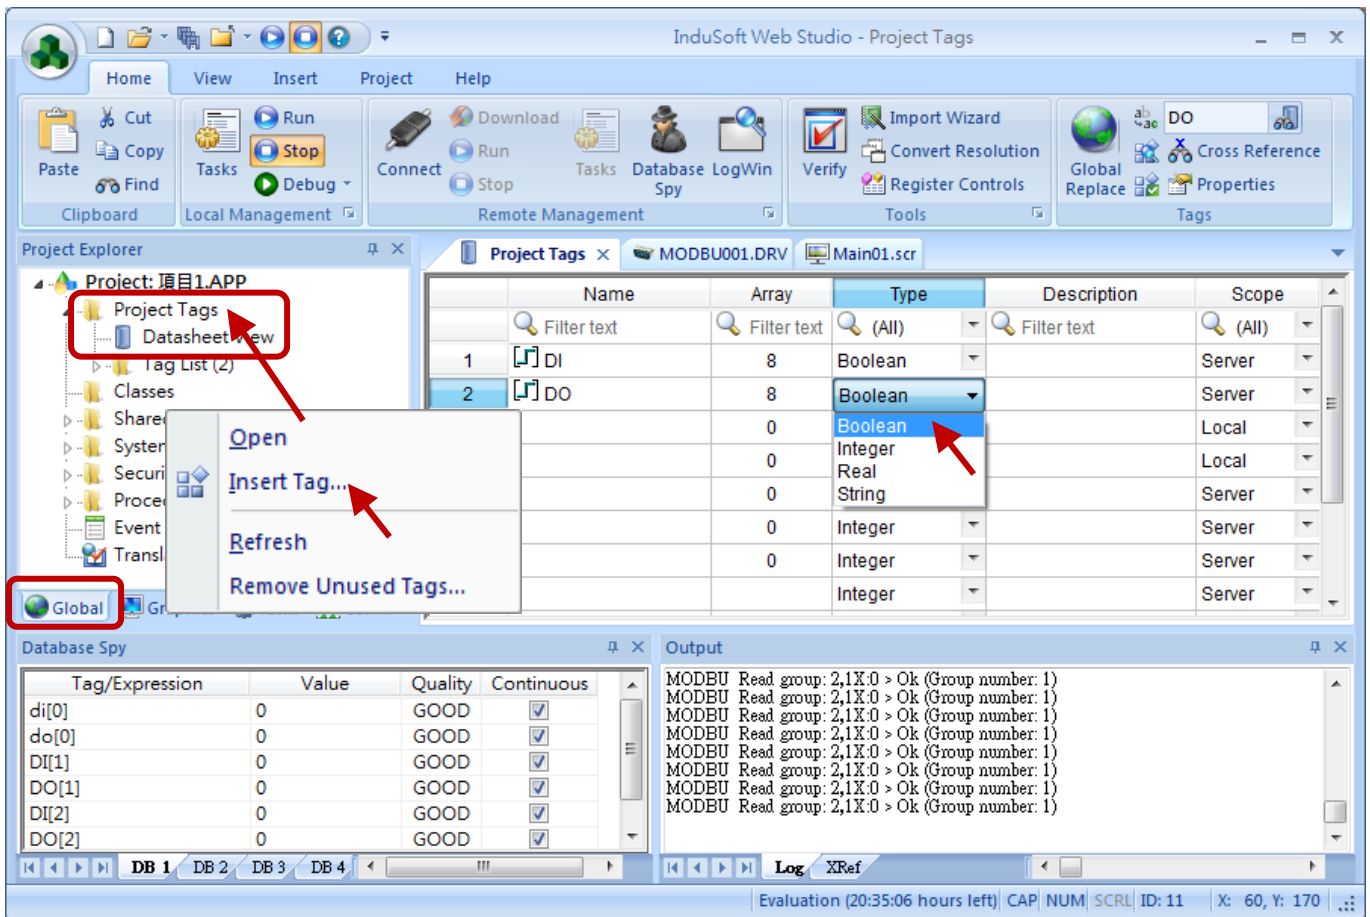 InduSoft Web Studio - Project Tags
Home View Insert Project Help
Paste Cut Copy Find
Clipboard
Tasks Run Stop Debug
Local Management
Connect Download Run Stop Tasks Database Spy LogWin
Remote Management
Verify Import Wizard Convert Resolution Register Controls
Tools
Global Replace DO Cross Reference Properties
Tags
Project Explorer
Project: 項目1.APP
Project Tags
Datasheet View
Tag List (2)
Classes
Event
Open
Insert Tag...
Refresh
Remove Unused Tags...
Global
Project Tags MODBU001.DRV Main01.scr
Name Array Type Description Scope
Filter text Filter text (All) Filter text (All)
1 DI 8 Boolean Server
2 DO 8 Boolean Server
0 Local
0 Local
0 Server
0 Integer Server
0 Integer Server
Integer Server
Boolean
Integer
Real
String
Database Spy
Tag/Expression Value Quality Continuous
di[0] 0 GOOD
do[0] 0 GOOD
DI[1] 0 GOOD
DO[1] 0 GOOD
DI[2] 0 GOOD
DO[2] 0 GOOD
DB 1 DB 2 DB 3 DB 4
Output
MODBU Read group: 2,1X:0 > Ok (Group number: 1)
MODBU Read group: 2,1X:0 > Ok (Group number: 1)
MODBU Read group: 2,1X:0 > Ok (Group number: 1)
MODBU Read group: 2,1X:0 > Ok (Group number: 1)
MODBU Read group: 2,1X:0 > Ok (Group number: 1)
MODBU Read group: 2,1X:0 > Ok (Group number: 1)
MODBU Read group: 2,1X:0 > Ok (Group number: 1)
MODBU Read group: 2,1X:0 > Ok (Group number: 1)
Log XRef
Evaluation (20:35:06 hours left) CAP NUM SCRL ID: 11 X: 60, Y: 170